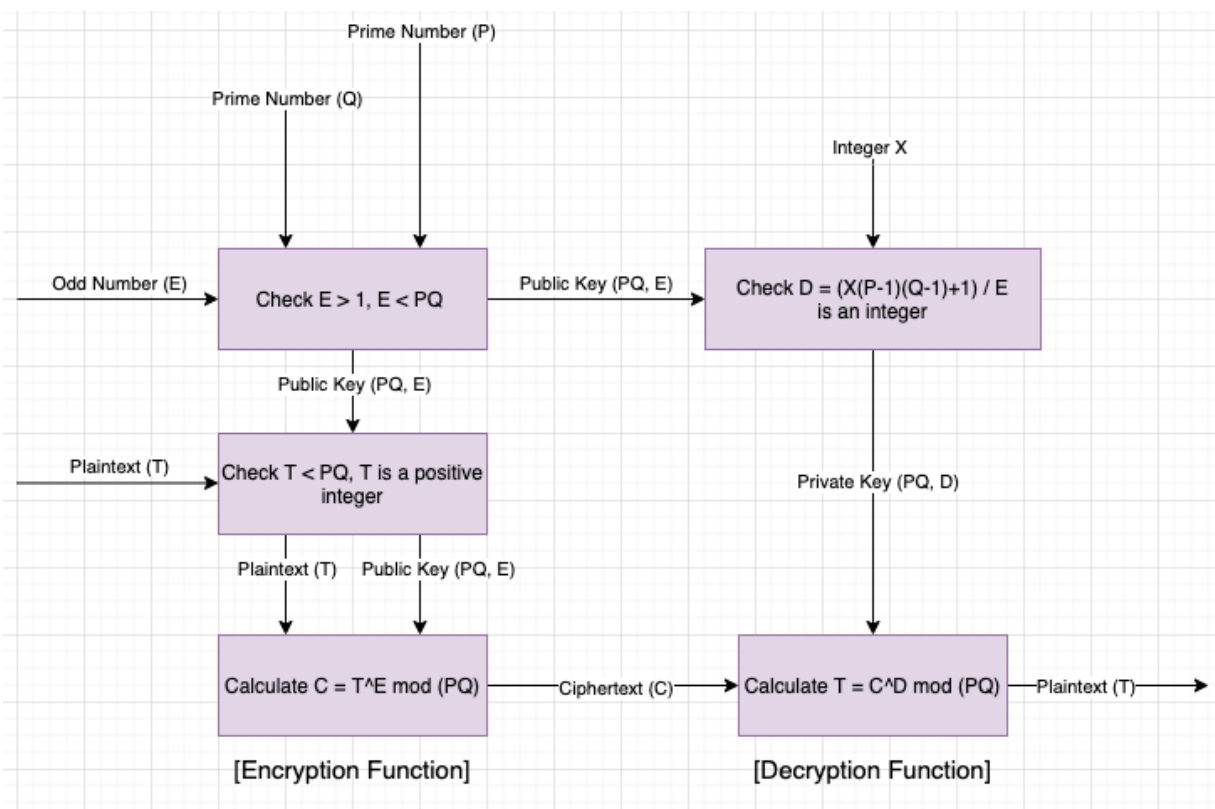 Prime Number (P)
Prime Number (Q)
Integer X
Odd Number (E)
Check E > 1, E < PQ
Public Key (PQ, E)
Check D = (X(P-1)(Q-1)+1) / E
is an integer
Public Key (PQ, E)
Plaintext (T)
Check T < PQ, T is a positive
integer
Private Key (PQ, D)
Plaintext (T)
Public Key (PQ, E)
Calculate C = T^E mod (PQ)
Ciphertext (C)
Calculate T = C^D mod (PQ)
Plaintext (T)
[Encryption Function]
[Decryption Function]